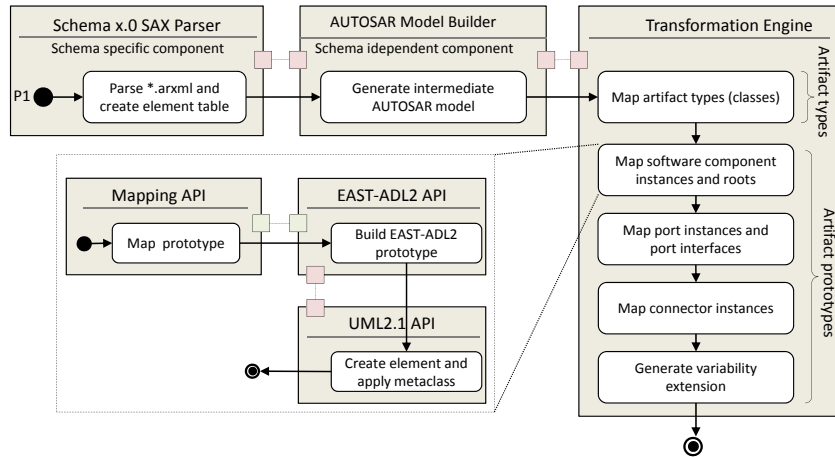 Schema x.0 SAX Parser
Schema specific component
P1
Parse *.arxml and
create element table
AUTOSAR Model Builder
Schema idependent component
Generate intermediate
AUTOSAR model
Transformation Engine
Map artifact types (classes)
Artifact types
Map software component
instances and roots
Map port instances and
port interfaces
Map connector instances
Generate variability
extension
Artifact prototypes
Mapping API
Map prototype
EAST-ADL2 API
Build EAST-ADL2
prototype
UML2.1 API
Create element and
apply metaclass